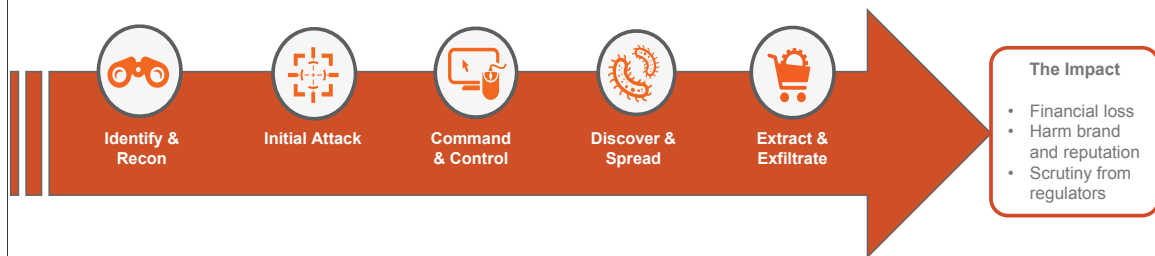 Identify &
Recon
Initial Attack
Command
& Control
Discover &
Spread
Extract &
Exfiltrate
The Impact
• Financial loss
• Harm brand
and reputation
• Scrutiny from
regulators